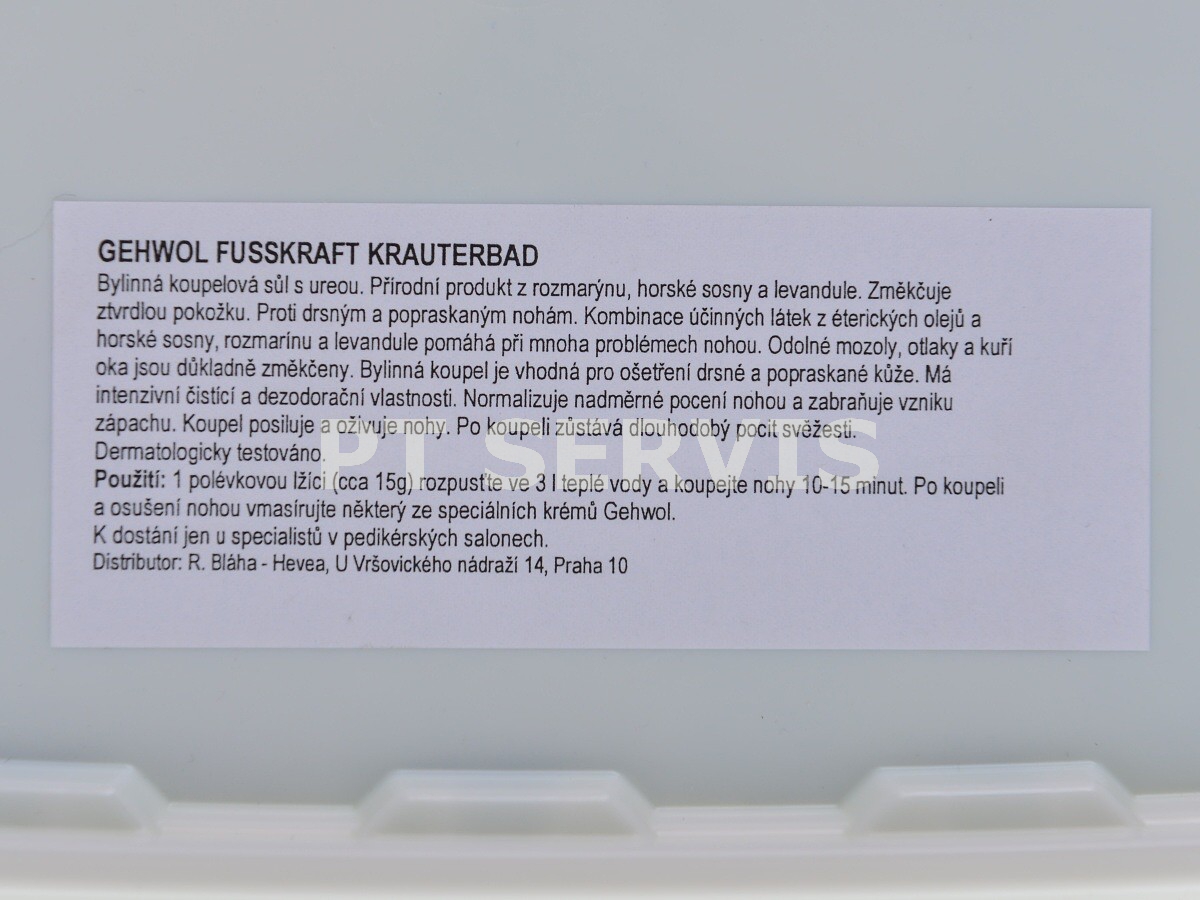 GEHWOL FUSSKRAFT KRAUTERBAD
Bylinná koupelová sůl s ureou. Přírodní produkt z rozmarýnu, horské sosny a levandule. Změkčuje
ztvrdlou pokožku. Proti drsným a popraskaným nohám. Kombinace účinných látek z éterických olejů a
horské sosny, rozmarínu a levandule pomáhá při mnoha problémech nohou. Odolné mozoly, otlaky a kuří
oka jsou důkladně změkčeny. Bylinná koupel je vhodná pro ošetření drsné a popraskané kůže. Má
intenzivní čistící a dezodorační vlastnosti. Normalizuje nadměrné pocení nohou a zabraňuje vzniku
zápachu. Koupel posiluje a oživuje nohy. Po koupeli zůstává dlouhodobý pocit svěžesti.
PT SERVIS
Dermatologicky testováno.
Použití: 1 polévkovou lžíci (cca 15g) rozpusťte ve 3 l teplé vody a koupejte nohy 10-15 minut. Po koupeli
a osušení nohou vmasírujte některý ze speciálních krémů Gehwol.
K dostání jen u specialistů v pedikérských salonech.
Distributor: R. Bláha - Hevea, U Vršovického nádraží 14, Praha 10